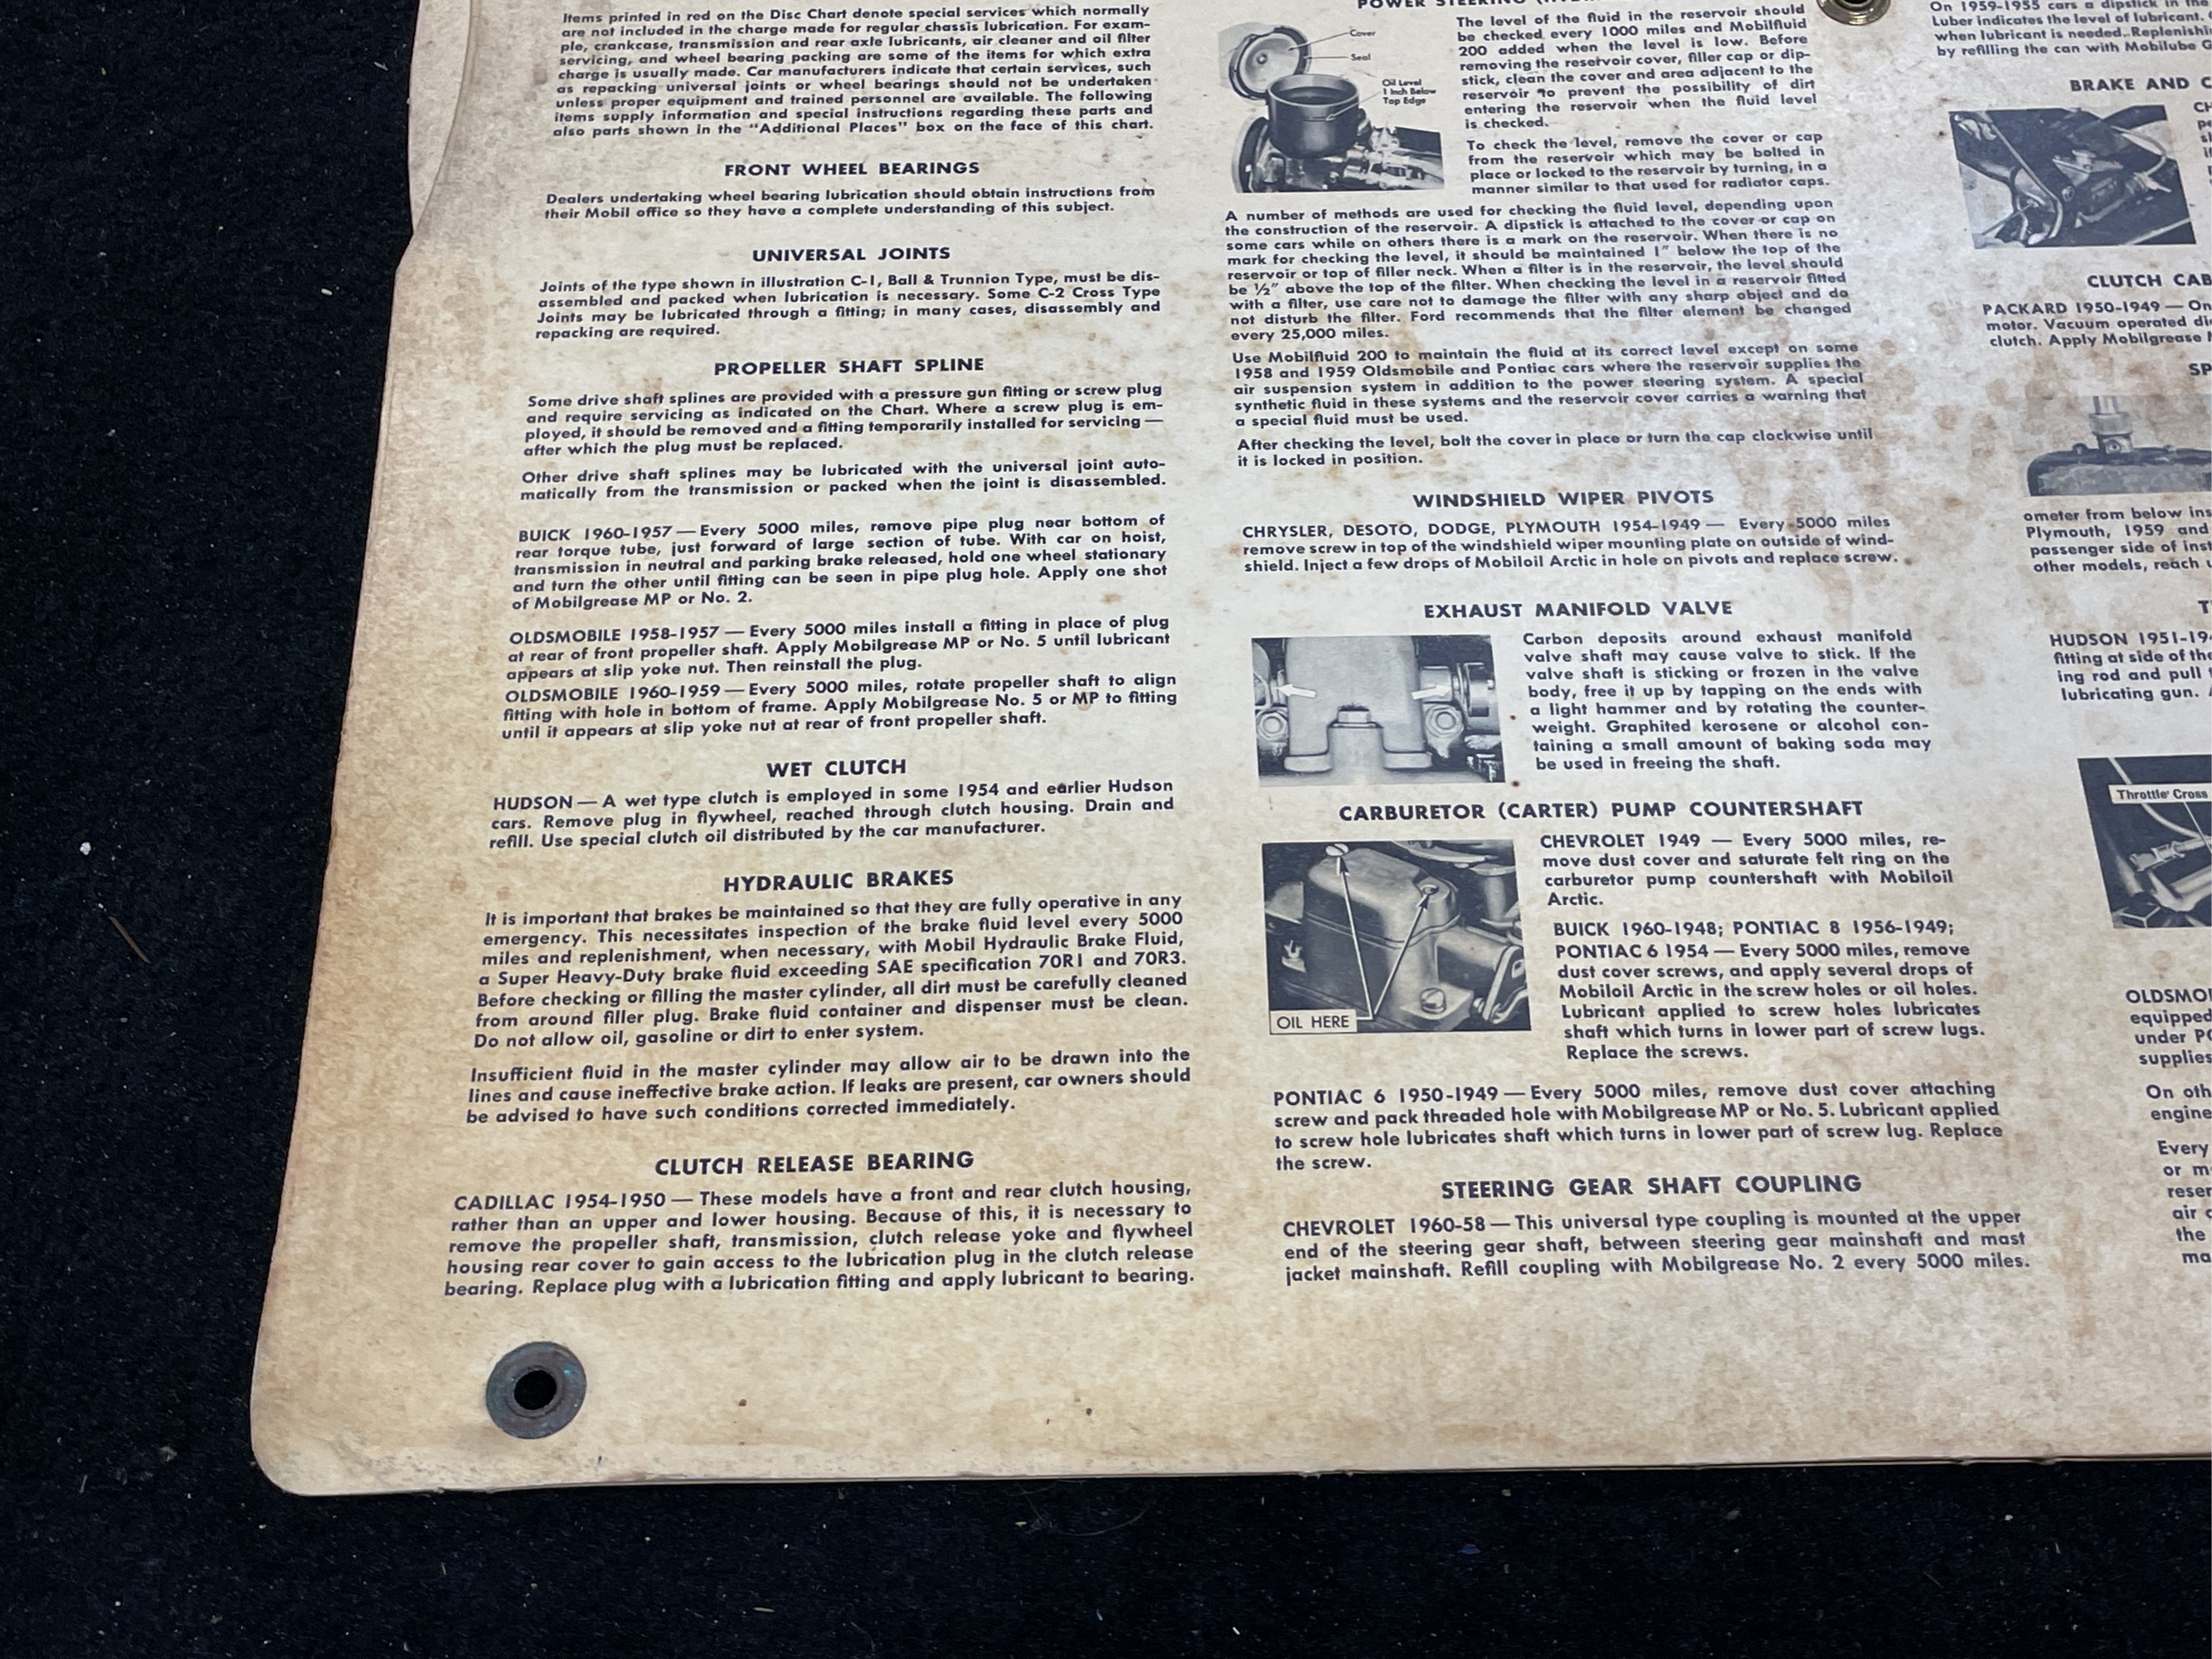 Items printed in red on the Disc Chart denote special services which normally
are not included in the charge made for regular chassis lubrication. For exam-
ple, crankcase, transmission and rear axle lubricants, air cleaner and oil filter
servicing, and wheel bearing packing are some of the items for which extra
charge is usually made. Car manufacturers indicate that certain services, such
as repacking universal joints or wheel bearings should not be undertaken
unless proper equipment and trained personnel are available. The following
items supply information and special instructions regarding these parts and
also parts shown in the "Additional Places" box on the face of this chart.
FRONT WHEEL BEARINGS
Dealers undertaking wheel bearing lubrication should obtain instructions from
their Mobil office so they have a complete understanding of this subject.
UNIVERSAL JOINTS
Joints of the type shown in illustration C-1, Ball & Trunnion Type, must be dis-
assembled and packed when lubrication is necessary. Some C-2 Cross Type
Joints may be lubricated through a fitting; in many cases, disassembly and
repacking are required.
PROPELLER SHAFT SPLINE
Some drive shaft splines are provided with a pressure gun fitting or screw plug
and require servicing as indicated on the Chart. Where a screw plug is em-
ployed, it should be removed and a fitting temporarily installed for servicing —
after which the plug must be replaced.
Other drive shaft splines may be lubricated with the universal joint auto-
matically from the transmission or packed when the joint is disassembled.
BUICK 1960-1957 — Every 5000 miles, remove pipe plug near bottom of
rear torque tube, just forward of large section of tube. With car on hoist,
transmission in neutral and parking brake released, hold one wheel stationary
and turn the other until fitting can be seen in pipe plug hole. Apply one shot
of Mobilgrease MP or No. 2.
OLDSMOBILE 1958-1957 — Every 5000 miles install a fitting in place of plug
at rear of front propeller shaft. Apply Mobilgrease MP or No. 5 until lubricant
appears at slip yoke nut. Then reinstall the plug.
OLDSMOBILE 1960-1959 — Every 5000 miles, rotate propeller shaft to align
fitting with hole in bottom of frame. Apply Mobilgrease No. 5 or MP to fitting
until it appears at slip yoke nut at rear of front propeller shaft.
WET CLUTCH
HUDSON — A wet type clutch is employed in some 1954 and earlier Hudson
cars. Remove plug in flywheel, reached through clutch housing. Drain and
refill. Use special clutch oil distributed by the car manufacturer.
HYDRAULIC BRAKES
It is important that brakes be maintained so that they are fully operative in any
emergency. This necessitates inspection of the brake fluid level every 5000
miles and replenishment, when necessary, with Mobil Hydraulic Brake Fluid,
a Super Heavy-Duty brake fluid exceeding SAE specification 70R1 and 70R3.
Before checking or filling the master cylinder, all dirt must be carefully cleaned
from around filler plug. Brake fluid container and dispenser must be clean.
Do not allow oil, gasoline or dirt to enter system.
Insufficient fluid in the master cylinder may allow air to be drawn into the
lines and cause ineffective brake action. If leaks are present, car owners should
be advised to have such conditions corrected immediately.
CLUTCH RELEASE BEARING
CADILLAC 1954-1950 — These models have a front and rear clutch housing,
rather than an upper and lower housing. Because of this, it is necessary to
remove the propeller shaft, transmission, clutch release yoke and flywheel
housing rear cover to gain access to the lubrication plug in the clutch release
bearing. Replace plug with a lubrication fitting and apply lubricant to bearing.
POWER STEERING
Cover
Seal
Oil Level
1 Inch Below
Top Edge
The level of the fluid in the reservoir should
be checked every 1000 miles and Mobilfluid
200 added when the level is low. Before
removing the reservoir cover, filler cap or dip-
stick, clean the cover and area adjacent to the
reservoir to prevent the possibility of dirt
entering the reservoir when the fluid level
is checked.
To check the level, remove the cover or cap
from the reservoir which may be bolted in
place or locked to the reservoir by turning, in a
manner similar to that used for radiator caps.
A number of methods are used for checking the fluid level, depending upon
the construction of the reservoir. A dipstick is attached to the cover or cap on
some cars while on others there is a mark on the reservoir. When there is no
mark for checking the level, it should be maintained 1" below the top of the
reservoir or top of filler neck. When a filter is in the reservoir, the level should
be ½" above the top of the filter. When checking the level in a reservoir fitted
with a filter, use care not to damage the filter with any sharp object and do
not disturb the filter. Ford recommends that the filter element be changed
every 25,000 miles.
Use Mobilfluid 200 to maintain the fluid at its correct level except on some
1958 and 1959 Oldsmobile and Pontiac cars where the reservoir supplies the
air suspension system in addition to the power steering system. A special
synthetic fluid in these systems and the reservoir cover carries a warning that
a special fluid must be used.
After checking the level, bolt the cover in place or turn the cap clockwise until
it is locked in position.
WINDSHIELD WIPER PIVOTS
CHRYSLER, DESOTO, DODGE, PLYMOUTH 1954-1949 — Every 5000 miles
remove screw in top of the windshield wiper mounting plate on outside of wind-
shield. Inject a few drops of Mobiloil Arctic in hole on pivots and replace screw.
EXHAUST MANIFOLD VALVE
Carbon deposits around exhaust manifold
valve shaft may cause valve to stick. If the
valve shaft is sticking or frozen in the valve
body, free it up by tapping on the ends with
a light hammer and by rotating the counter-
weight. Graphited kerosene or alcohol con-
taining a small amount of baking soda may
be used in freeing the shaft.
CARBURETOR (CARTER) PUMP COUNTERSHAFT
OIL HERE
CHEVROLET 1949 — Every 5000 miles, re-
move dust cover and saturate felt ring on the
carburetor pump countershaft with Mobiloil
Arctic.
BUICK 1960-1948; PONTIAC 8 1956-1949;
PONTIAC 6 1954 — Every 5000 miles, remove
dust cover screws, and apply several drops of
Mobiloil Arctic in the screw holes or oil holes.
Lubricant applied to screw holes lubricates
shaft which turns in lower part of screw lugs.
Replace the screws.
PONTIAC 6 1950-1949 — Every 5000 miles, remove dust cover attaching
screw and pack threaded hole with Mobilgrease MP or No. 5. Lubricant applied
to screw hole lubricates shaft which turns in lower part of screw lug. Replace
the screw.
STEERING GEAR SHAFT COUPLING
CHEVROLET 1960-58 — This universal type coupling is mounted at the upper
end of the steering gear shaft, between steering gear mainshaft and mast
jacket mainshaft. Refill coupling with Mobilgrease No. 2 every 5000 miles.
On 1959-1955 cars a dipstick in the
Luber indicates the level of lubricant.
when lubricant is needed. Replenish
by refilling the can with Mobilube G
BRAKE AND C
CLUTCH CAB
PACKARD 1950-1949 — On
motor. Vacuum operated di
clutch. Apply Mobilgrease
SP
ometer from below ins
Plymouth, 1959 and
passenger side of inst
other models, reach
HUDSON 1951-19
fitting at side of the
ing rod and pull
lubricating gun.
Throttle Cross
OLDSMO
equipped
under PO
supplies
On oth
engine
Every
or m
reser
air
the
ma